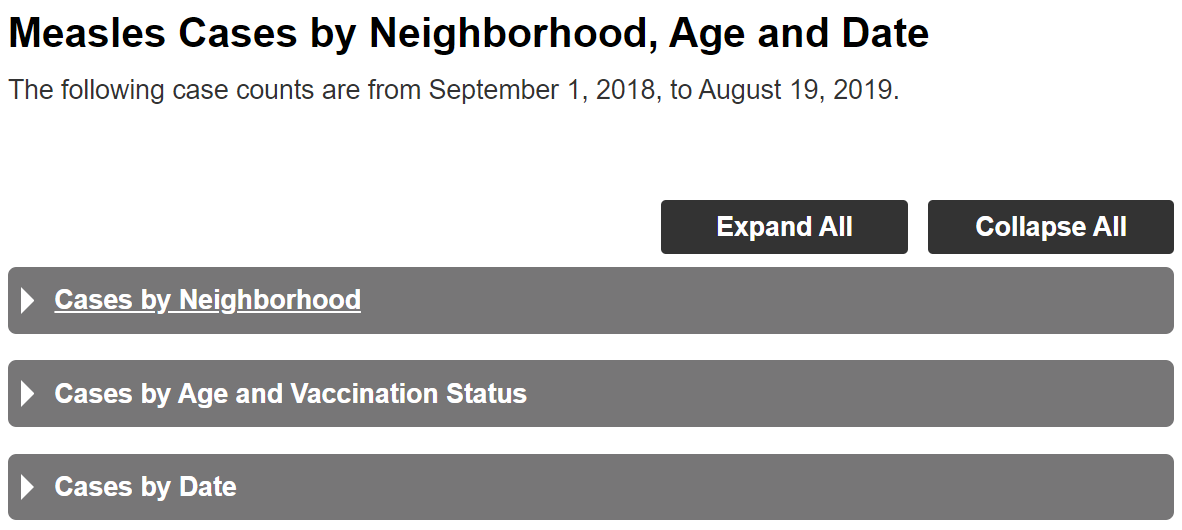 Measles Cases by Neighborhood, Age and Date
The following case counts are from September 1, 2018, to August 19, 2019.
Expand All
Collapse All
Cases by Neighborhood
Cases by Age and Vaccination Status
Cases by Date